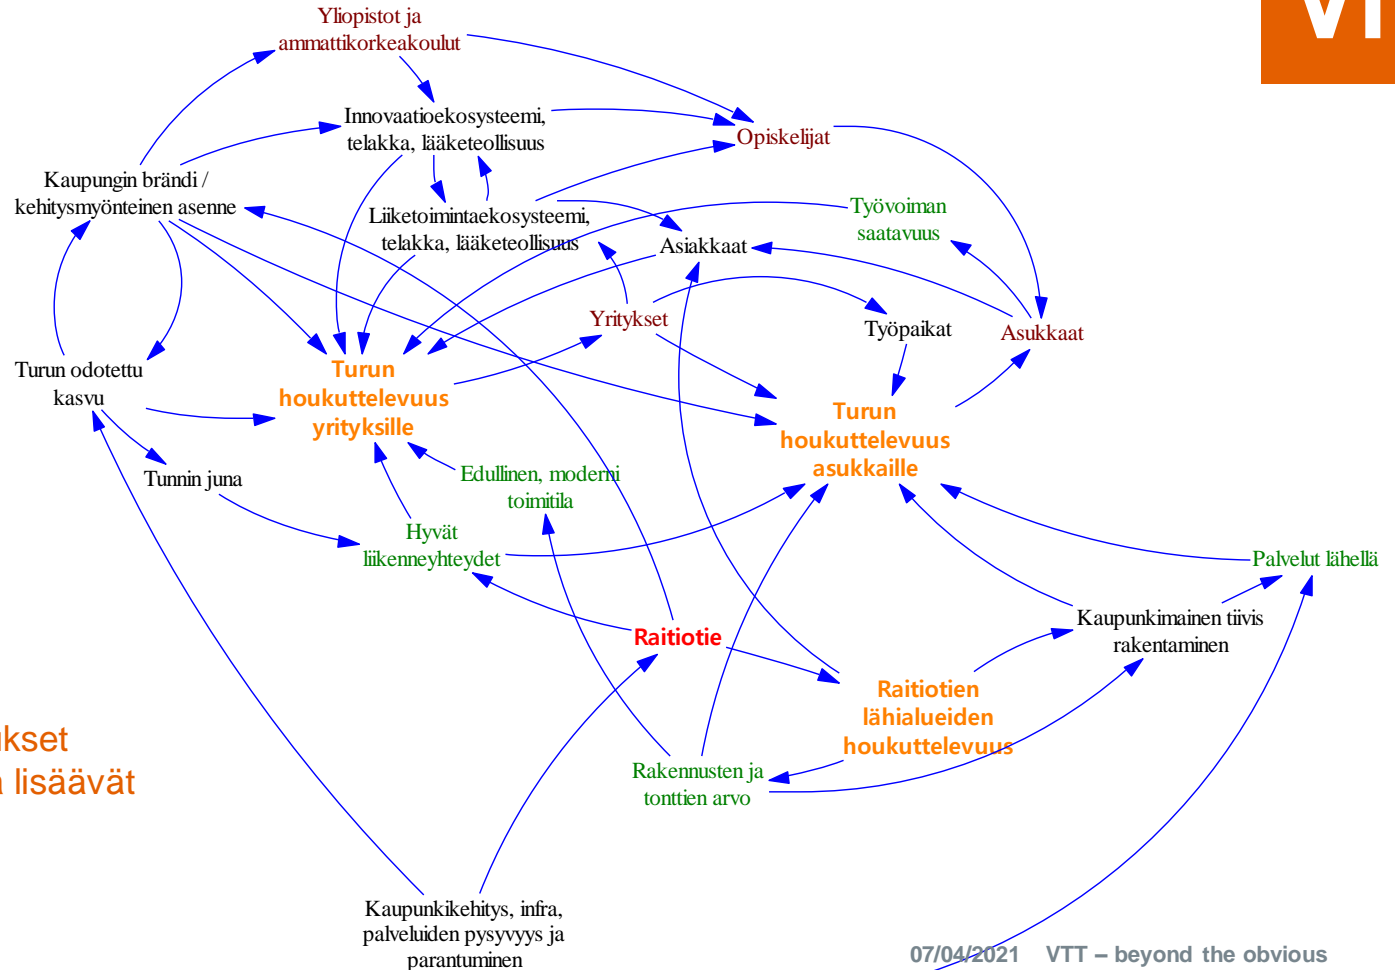 VT
Yliopistot ja
ammattikorkeakoulut
Innovaatioekosysteemi,
telakka, lääketeollisuus
Opiskelijat
Kaupungin brändi /
kehitysmyönteinen asenne
Liiketoimintaekosysteemi,
telakka, lääketeollisuus
Työvoiman
saatavuus
Asiakkaat
Yritykset
Työpaikat
Asukkaat
Turun odotettu
kasvu
Turun
houkuttelevuus
yrityksille
Turun
houkuttelevuus
asukkaille
Tunnin juna
Edullinen, moderni
toimitila
Hyvät
liikenneyhteydet
Palvelut lähellä
Raitiotie
Kaupunkimainen tiivis
rakentaminen
Raitiotien
lähialueiden
houkuttelevuus
ukset
lisäävät
Rakennusten ja
tonttien arvo
Kaupunkikehitys, infra,
palveluiden pysyvyys ja
parantuminen
07/04/2021 VTT – beyond the obvious